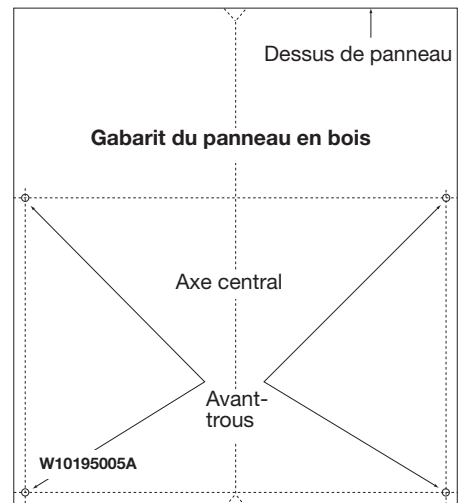 Dessus de panneau
Gabarit du panneau en bois
Axe central
Avant-
trous
W10195005A